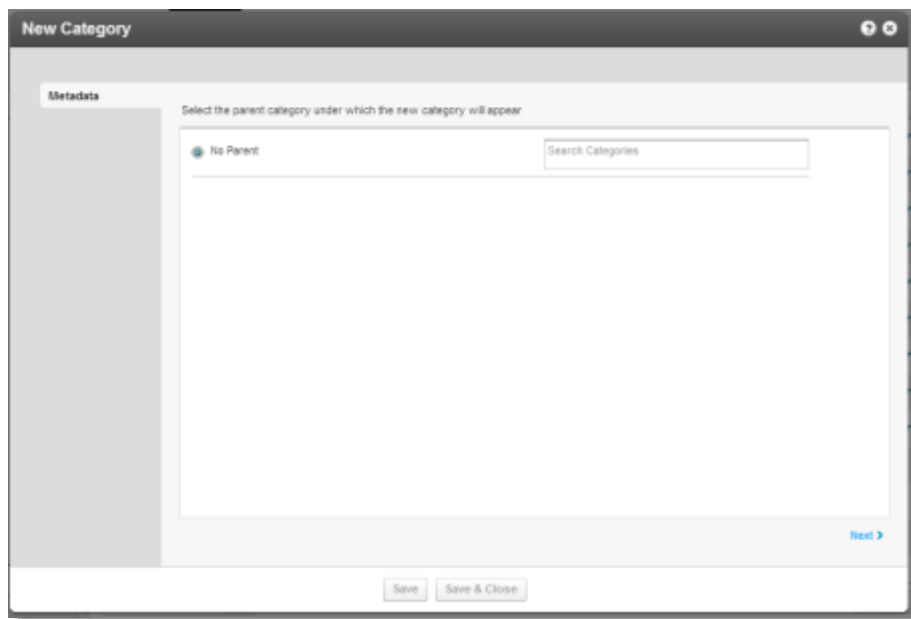 New Category
Metadata
Select the parent category under which the new category will appear
No Parent
Search Categories
Next
Save
Save & Close